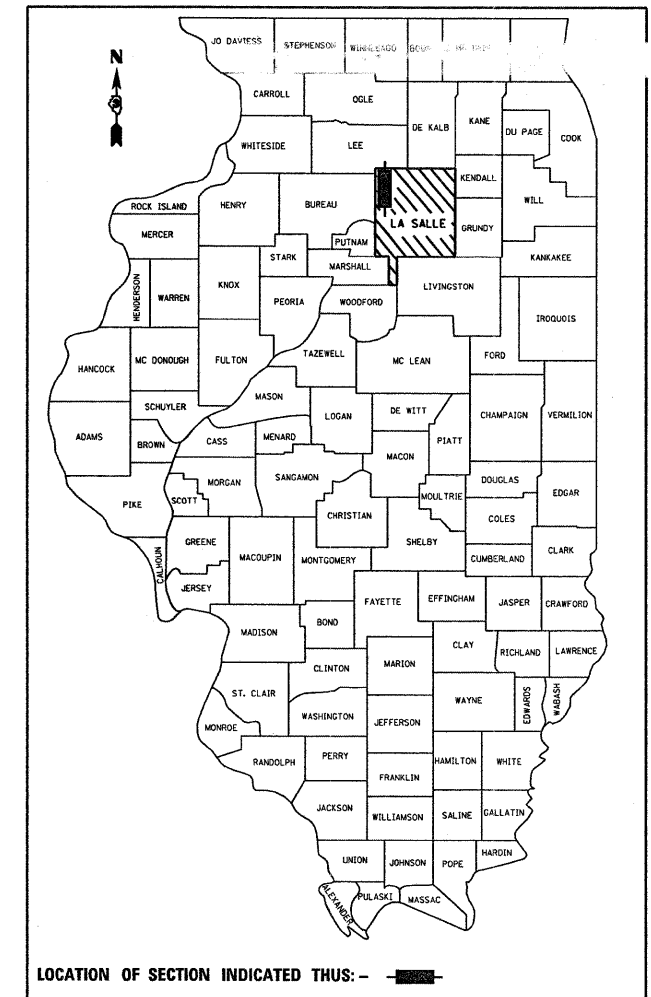 JO DAVIESS STEPHENSON WINNEBAGO
N
CARROLL OGLE
DE KALB KANE DU PAGE COOK
WHITESIDE LEE
KENDALL
ROCK ISLAND HENRY BUREAU LA SALLE WILL
MERCER PUTNAM GRUNDY
STARK MARSHALL KANKAKEE
HENDERSON WARREN KNOX PEORIA WOODFORD LIVINGSTON
IROQUOIS
HANCOCK MC DONOUGH FULTON TAZEWELL MC LEAN FORD
MASON
SCHUYLER LOGAN DE WITT CHAMPAIGN VERMILION
ADAMS BROWN CASS MENARD PIATT
MACON
MORGAN SANGAMON DOUGLAS EDGAR
PIKE SCOTT CHRISTIAN MOULTRIE COLES
GREENE MACOUPIN SHELBY CLARK
CALHOUN MONTGOMERY CUMBERLAND
JERSEY FAYETTE EFFINGHAM JASPER CRAWFORD
MADISON BOND
CLAY RICHLAND LAWRENCE
CLINTON MARION
ST. CLAIR WAYNE EDWARDS WABASH
WASHINGTON JEFFERSON
MONROE
RANDOLPH PERRY HAMILTON WHITE
FRANKLIN
JACKSON WILLIAMSON SALINE GALLATIN
UNION JOHNSON POPE HARDIN
ALEXANDER PULASKI MASSAC
LOCATION OF SECTION INDICATED THUS: –